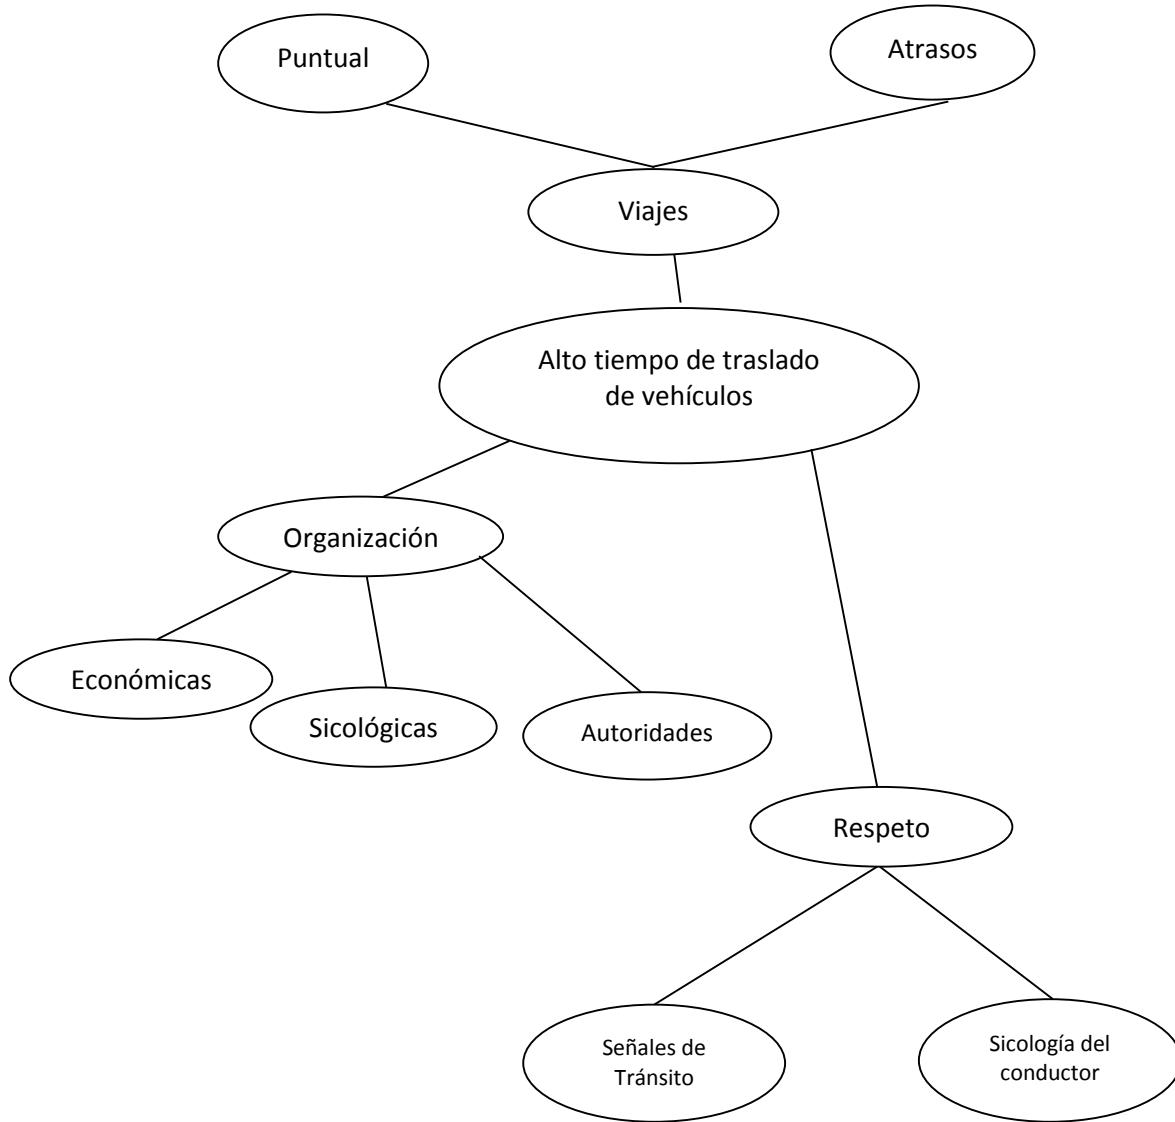 Puntual
Atrasos
Viajes
Alto tiempo de traslado
de vehículos
Organización
Económicas
Sicológicas
Autoridades
Respeto
Señales de
Tránsito
Sicología del
conductor